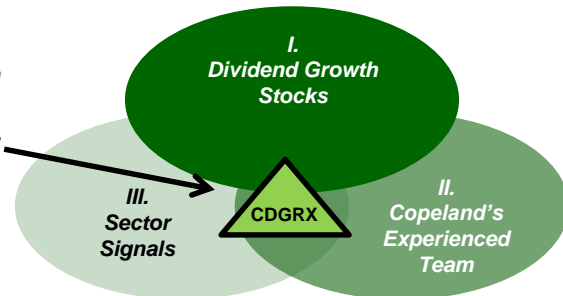 I.
Dividend Growth
Stocks
III.
Sector
Signals
CDGRX
II.
Copeland's
Experienced
Team